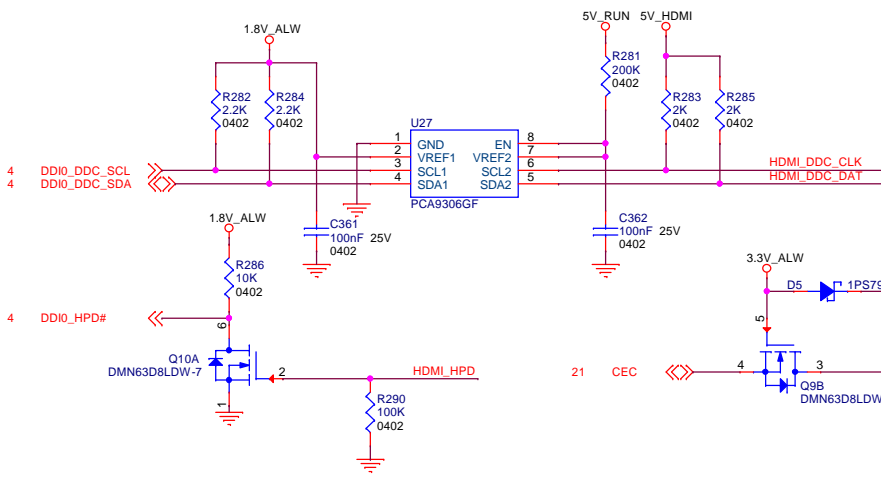 5V_RUN
5V_HDMI
1.8V_ALW
R281
200K
0402
R282
2.2K
0402
R284
2.2K
0402
R283
2K
0402
R285
2K
0402
U27
1 GND EN 8
2 VREF1 VREF2 7
3 SCL1 SCL2 6
4 SDA1 SDA2 5
PCA9306GF
4 DDI0_DDC_SCL
4 DDI0_DDC_SDA
HDMI_DDC_CLK
HDMI_DDC_DAT
1.8V_ALW
C361
100nF 25V
0402
C362
100nF 25V
0402
R286
10K
0402
3.3V_ALW
D5 1PS79
4 DDI0_HPD#
6
5
Q10A
DMN63D8LDW-7
2
HDMI_HPD
1
R290
100K
0402
21 CEC
4
3
Q9B
DMN63D8LDW